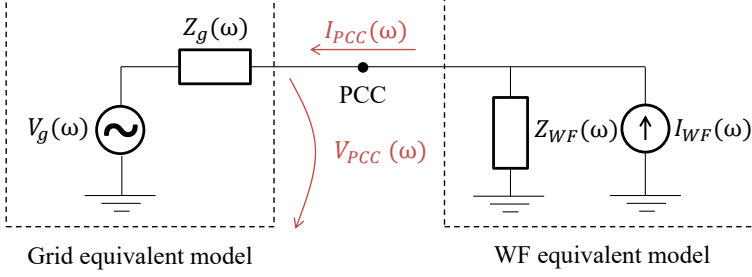 Z_g(ω)
I_PCC(ω)
PCC
V_g(ω)
V_PCC (ω)
Z_WF(ω)
I_WF(ω)
Grid equivalent model
WF equivalent model